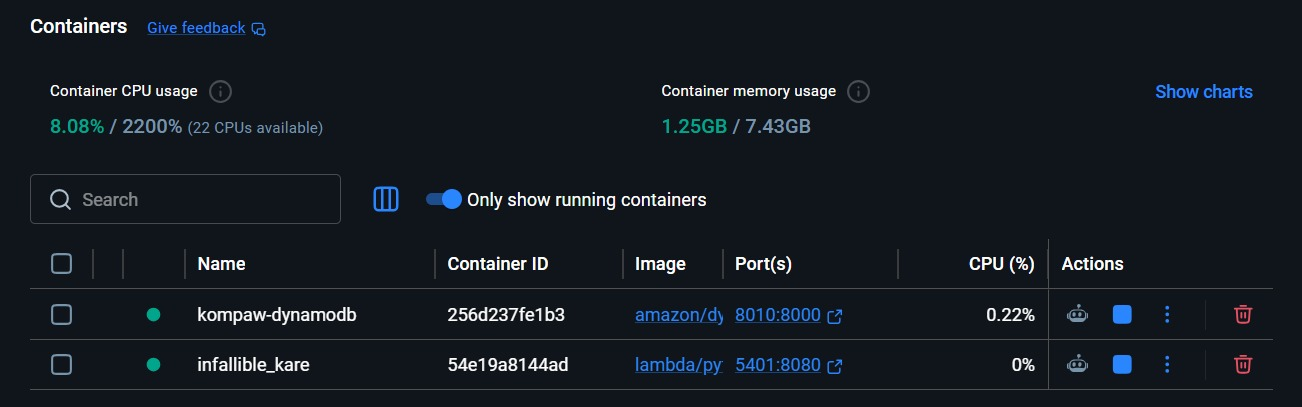 Containers Give feedback
Container CPU usage
8.08% / 2200% (22 CPUs available)
Container memory usage
1.25GB / 7.43GB
Show charts
Search
Only show running containers
Name Container ID Image Port(s) CPU (%) Actions
kompaw-dynamodb 256d237fe1b3 amazon/dy 8010:8000 0.22%
infallible_kare 54e19a8144ad lambda/py 5401:8080 0%